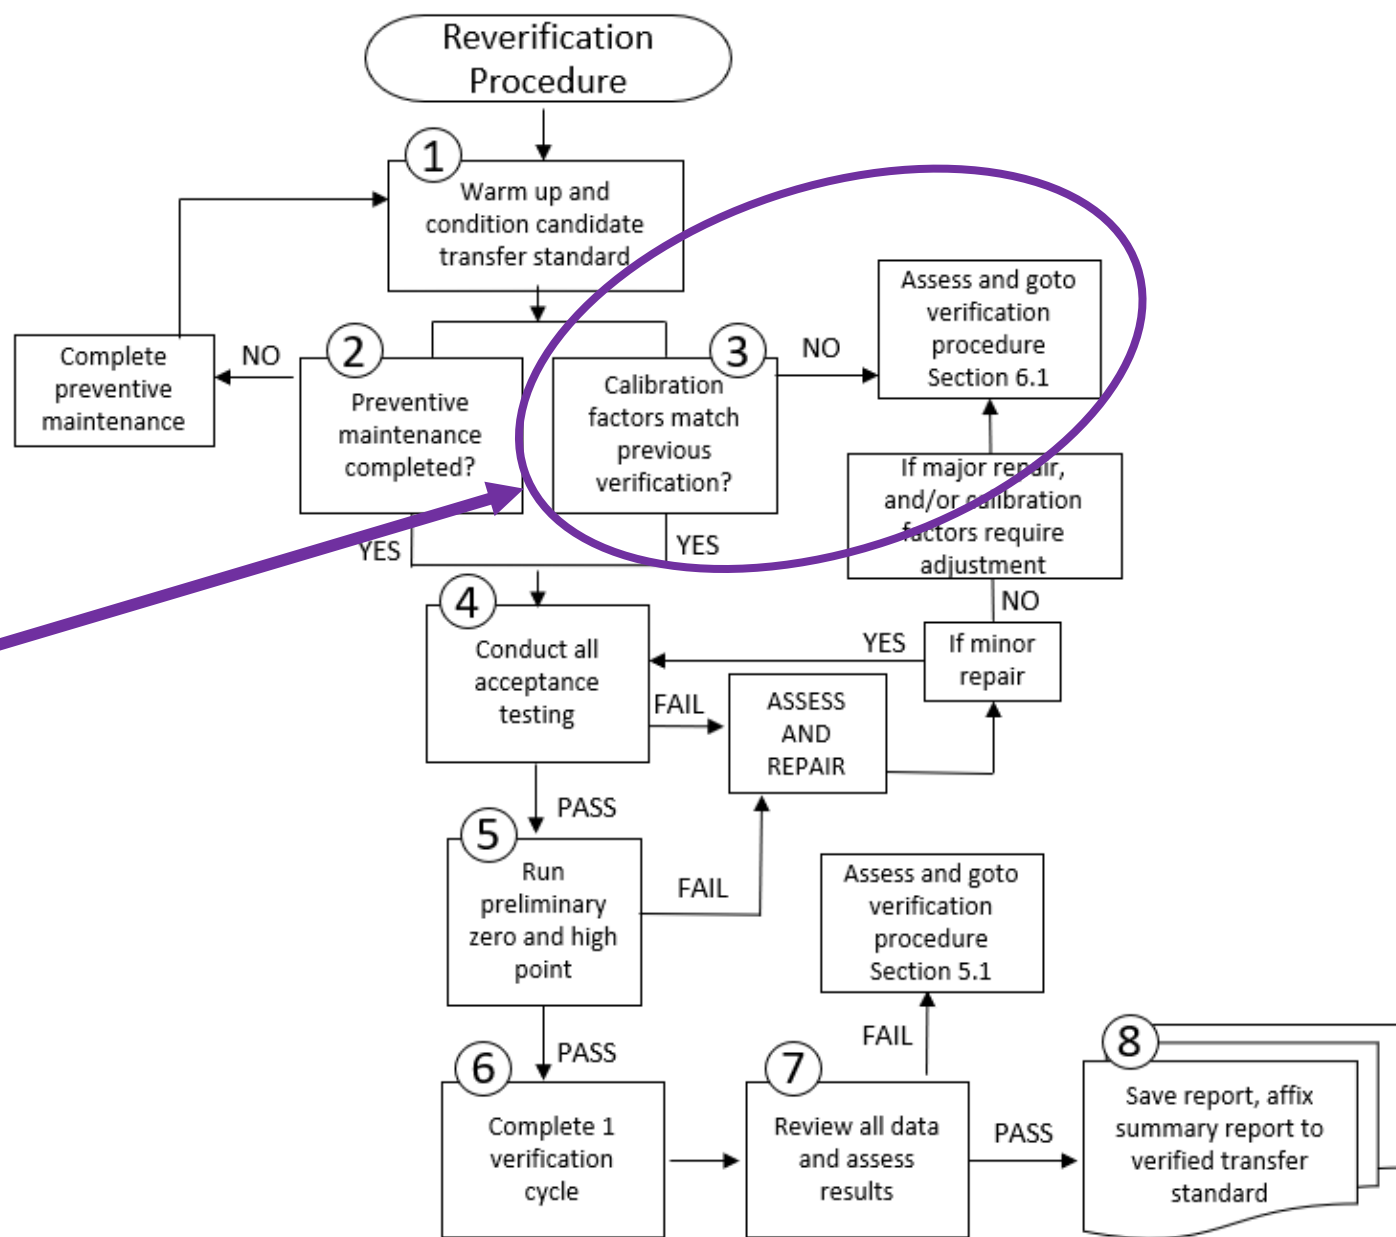 Reverification
Procedure
1
Warm up and
condition candidate
transfer standard
Complete
preventive
maintenance
NO
2
Preventive
maintenance
completed?
YES
3
Calibration
factors match
previous
verification?
YES
NO
Assess and goto
verification
procedure
Section 6.1
If major repair,
and/or calibration
factors require
adjustment
NO
If minor
repair
YES
4
Conduct all
acceptance
testing
FAIL
ASSESS
AND
REPAIR
PASS
5
Run
preliminary
zero and high
point
FAIL
PASS
6
Complete 1
verification
cycle
7
Review all data
and assess
results
FAIL
Assess and goto
verification
procedure
Section 5.1
PASS
8
Save report, affix
summary report to
verified transfer
standard